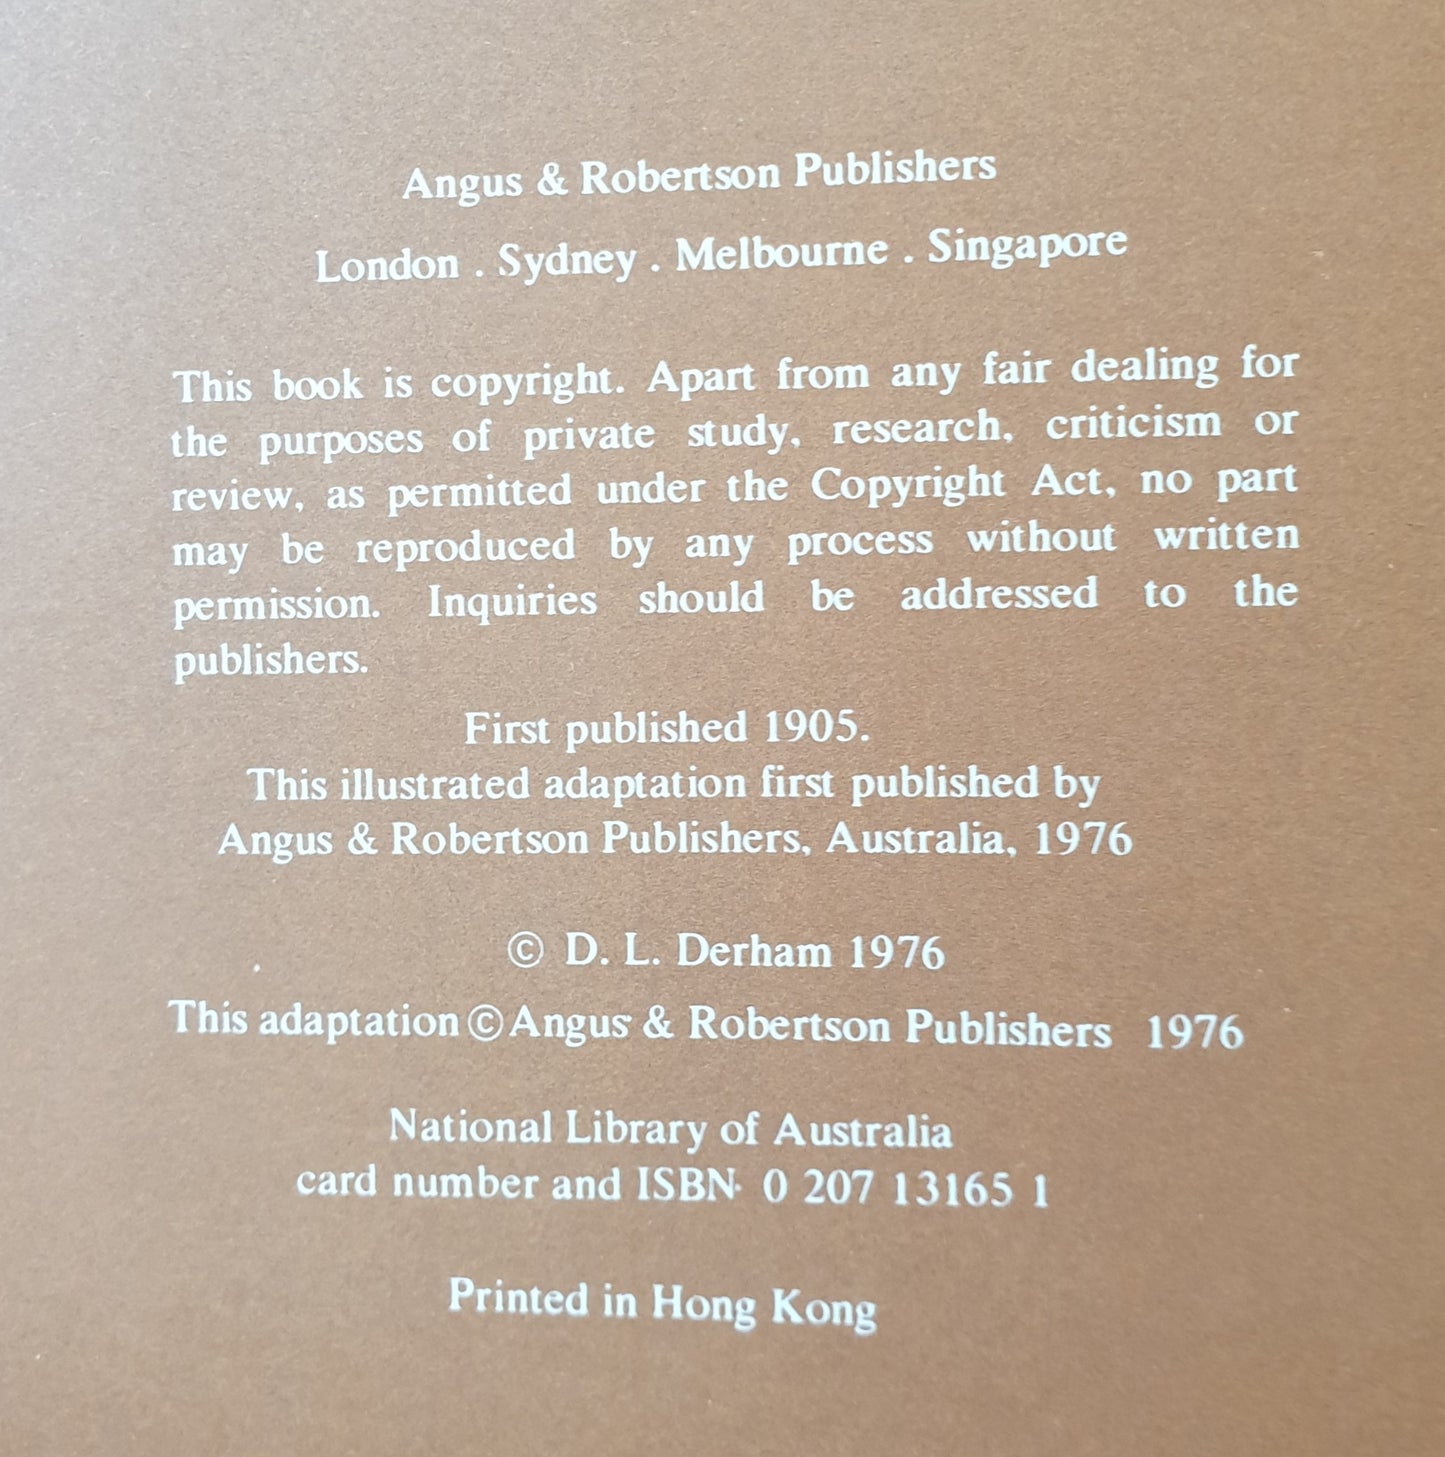 Angus & Robertson Publishers
London . Sydney . Melbourne . Singapore
This book is copyright. Apart from any fair dealing for
the purposes of private study, research, criticism or
review, as permitted under the Copyright Act, no part
may be reproduced by any process without written
permission. Inquiries should be addressed to the
publishers.
First published 1905.
This illustrated adaptation first published by
Angus & Robertson Publishers, Australia, 1976
© D. L. Derham 1976
This adaptation © Angus & Robertson Publishers 1976
National Library of Australia
card number and ISBN 0 207 13165 1
Printed in Hong Kong